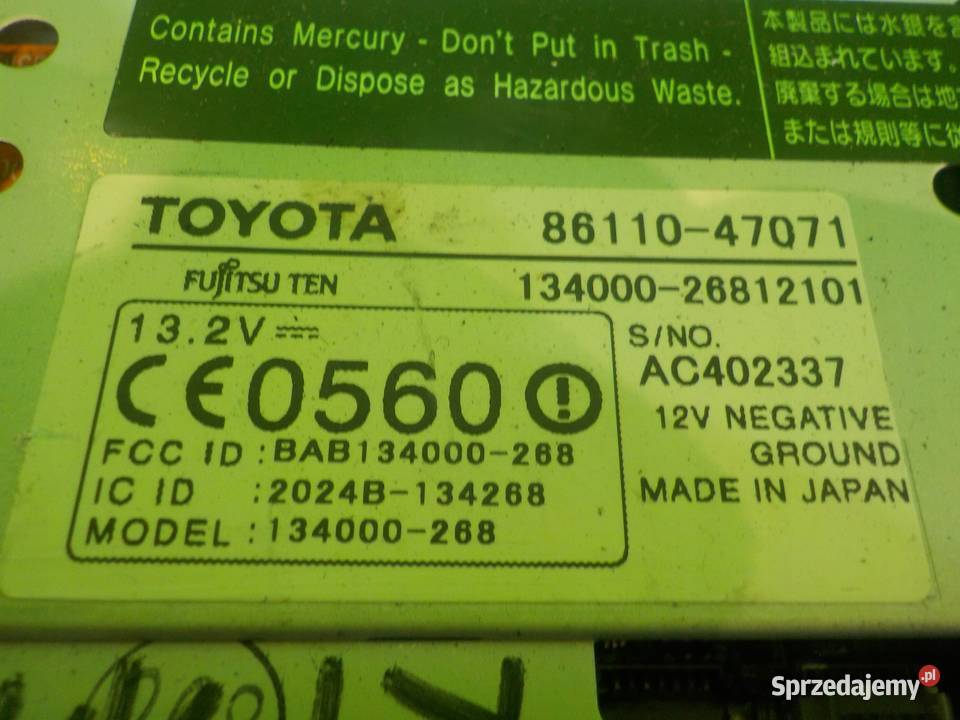 Contains Mercury - Don't Put in Trash -
Recycle or Dispose as Hazardous Waste.
本製品には水銀を
組込まれています。
廃棄する場合は地
または規則等に従
TOYOTA 86110-47071
FUJITSU TEN 134000-26812101
13.2V
CE0560
FCC ID :BAB134000-268
IC ID :2024B-134268
MODEL :134000-268
S/NO.
AC402337
12V NEGATIVE
GROUND
MADE IN JAPAN
Sprzedajemy.pl